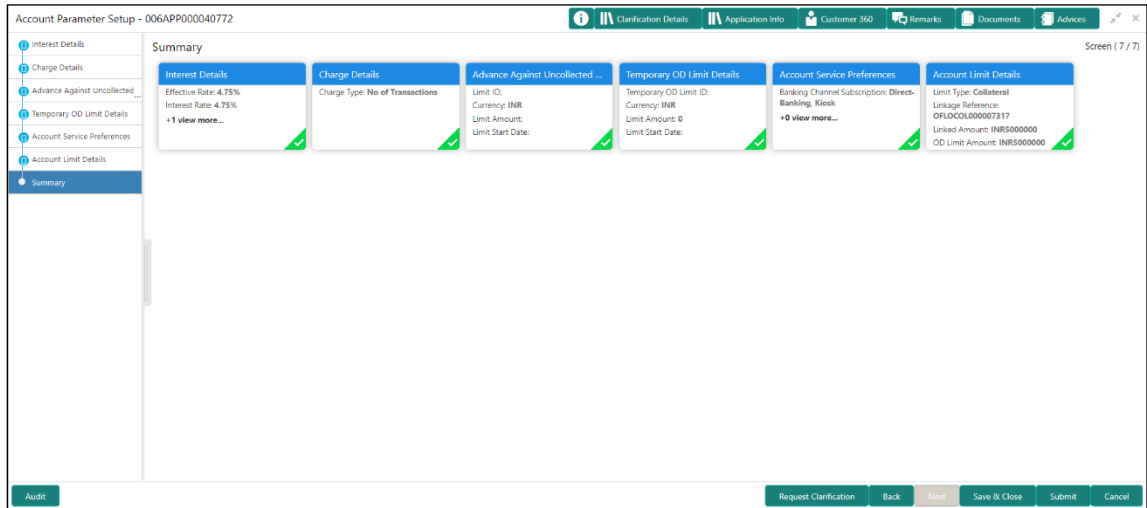 Account Parameter Setup - 006APP000040772
Clarification Details
Application Info
Customer 360
Remarks
Documents
Advices
Interest Details
Charge Details
Advance Against Uncollected ...
Temporary OD Limit Details
Account Service Preferences
Account Limit Details
Summary
Summary
Screen ( 7 / 7)
Interest Details
Effective Rate: 4.75%
Interest Rate: 4.75%
+1 view more...
Charge Details
Charge Type: No of Transactions
Advance Against Uncollected ...
Limit ID:
Currency: INR
Limit Amount:
Limit Start Date:
Temporary OD Limit Details
Temporary OD Limit ID:
Currency: INR
Limit Amount: 0
Limit Start Date:
Account Service Preferences
Banking Channel Subscription: Direct-
Banking, Kiosk
+0 view more...
Account Limit Details
Limit Type: Collateral
Linkage Reference:
OFLOCOL000007317
Linked Amount: INR5000000
OD Limit Amount: INR5000000
Audit
Request Clarification
Back
Next
Save & Close
Submit
Cancel